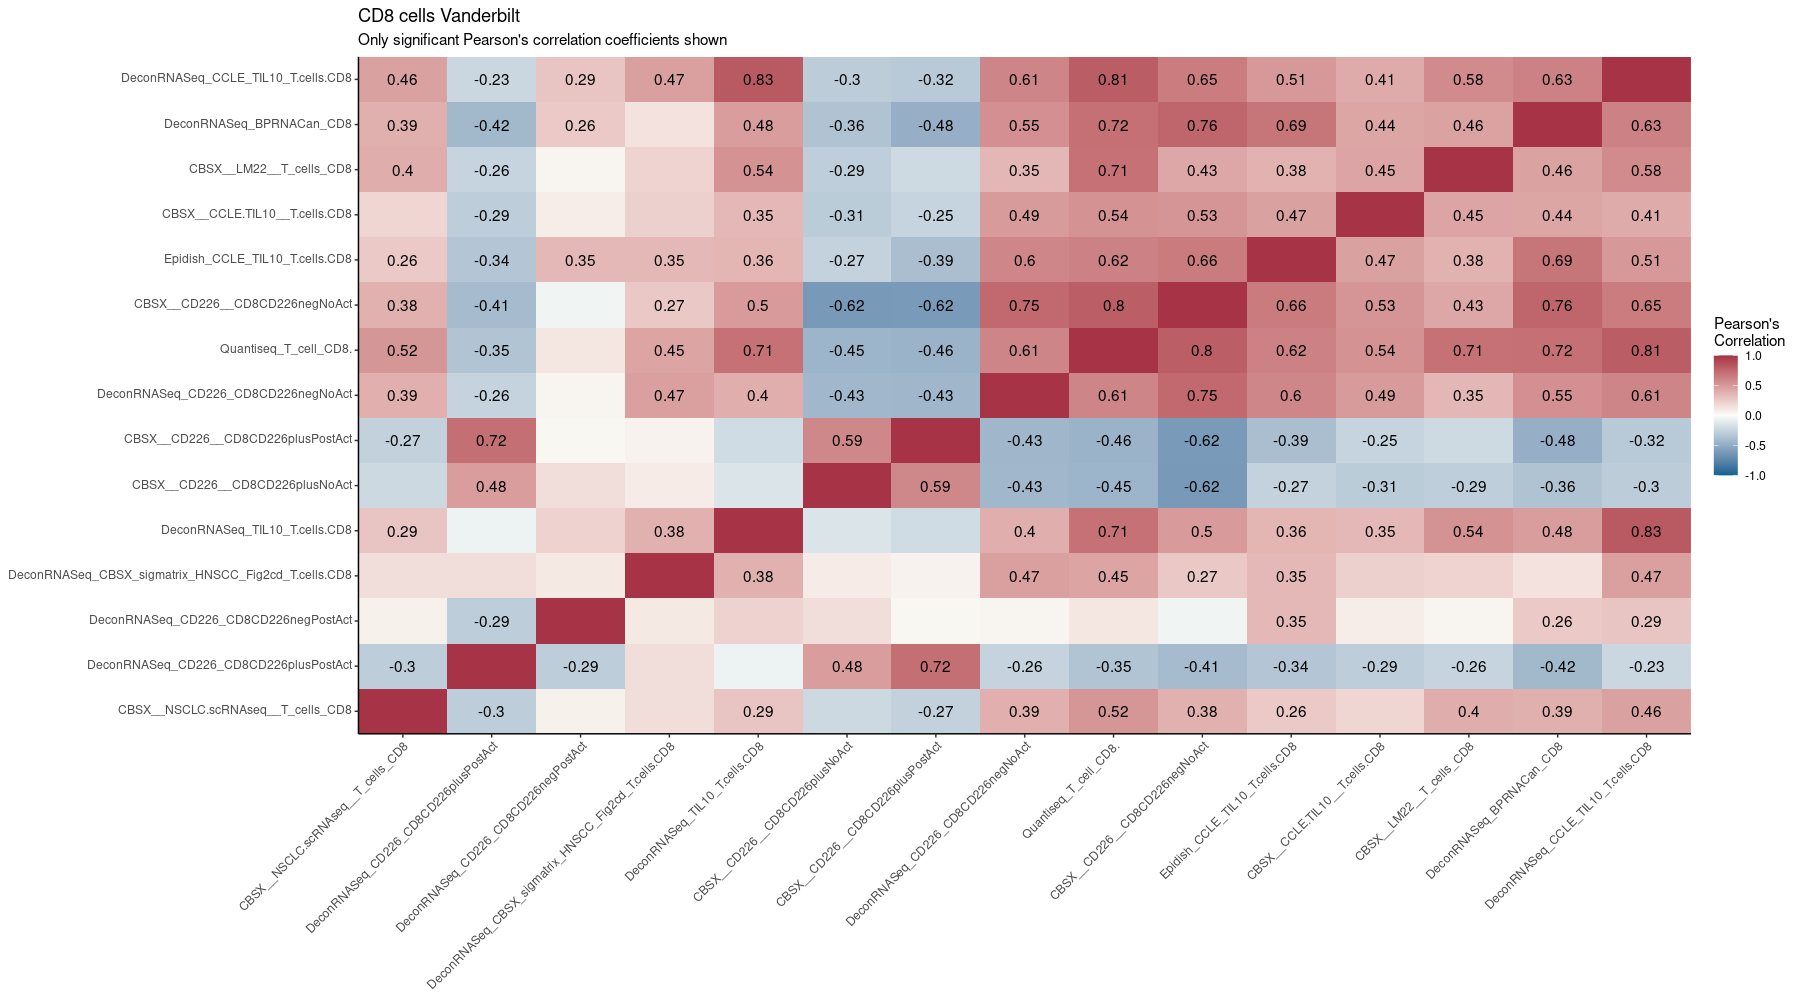 CD8 cells Vanderbilt
Only significant Pearson's correlation coefficients shown
DeconRNASeq_CCLE_TIL10_T.cells.CD8 0.46 -0.23 0.29 0.47 0.83 -0.3 -0.32 0.61 0.81 0.65 0.51 0.41 0.58 0.63
DeconRNASeq_BPRNACan_CD8 0.39 -0.42 0.26 0.48 -0.36 -0.48 0.55 0.72 0.76 0.69 0.44 0.46 0.63
CBSX__LM22__T_cells_CD8 0.4 -0.26 0.54 -0.29 0.35 0.71 0.43 0.38 0.45 0.46 0.58
CBSX__CCLE.TIL10__T.cells.CD8 -0.29 0.35 -0.31 -0.25 0.49 0.54 0.53 0.47 0.45 0.44 0.41
Epidish_CCLE_TIL10_T.cells.CD8 0.26 -0.34 0.35 0.35 0.36 -0.27 -0.39 0.6 0.62 0.66 0.47 0.38 0.69 0.51
CBSX__CD226__CD8CD226negNoAct 0.38 -0.41 0.27 0.5 -0.62 -0.62 0.75 0.8 0.66 0.53 0.43 0.76 0.65
Quantiseq_T_cell_CD8. 0.52 -0.35 0.45 0.71 -0.45 -0.46 0.61 0.8 0.62 0.54 0.71 0.72 0.81
DeconRNASeq_CD226_CD8CD226negNoAct 0.39 -0.26 0.47 0.4 -0.43 -0.43 0.61 0.75 0.6 0.49 0.35 0.55 0.61
CBSX__CD226__CD8CD226plusPostAct -0.27 0.72 0.59 -0.43 -0.46 -0.62 -0.39 -0.25 -0.48 -0.32
CBSX__CD226__CD8CD226plusNoAct 0.48 0.59 -0.43 -0.45 -0.62 -0.27 -0.31 -0.29 -0.36 -0.3
DeconRNASeq_TIL10_T.cells.CD8 0.29 0.38 0.4 0.71 0.5 0.36 0.35 0.54 0.48 0.83
DeconRNASeq_CBSX_sigmatrix_HNSCC_Fig2cd_T.cells.CD8 0.38 0.47 0.45 0.27 0.35 0.47
DeconRNASeq_CD226_CD8CD226negPostAct -0.29 0.35 0.26 0.29
DeconRNASeq_CD226_CD8CD226plusPostAct -0.3 -0.29 0.48 0.72 -0.26 -0.35 -0.41 -0.34 -0.29 -0.26 -0.42 -0.23
CBSX__NSCLC.scRNAseq__T_cells_CD8 -0.3 0.29 -0.27 0.39 0.52 0.38 0.26 0.4 0.39 0.46
CBSX__NSCLC.scRNAseq__T_cells_CD8
DeconRNASeq_CD226_CD8CD226plusPostAct
DeconRNASeq_CD226_CD8CD226negPostAct
DeconRNASeq_CBSX_sigmatrix_HNSCC_Fig2cd_T.cells.CD8
DeconRNASeq_TIL10_T.cells.CD8
CBSX__CD226__CD8CD226plusNoAct
CBSX__CD226__CD8CD226plusPostAct
DeconRNASeq_CD226_CD8CD226negNoAct
Quantiseq_T_cell_CD8.
CBSX__CD226__CD8CD226negNoAct
Epidish_CCLE_TIL10_T.cells.CD8
CBSX__CCLE.TIL10__T.cells.CD8
CBSX__LM22__T_cells_CD8
DeconRNASeq_BPRNACan_CD8
DeconRNASeq_CCLE_TIL10_T.cells.CD8
Pearson's
Correlation
1.0
0.5
0.0
-0.5
-1.0